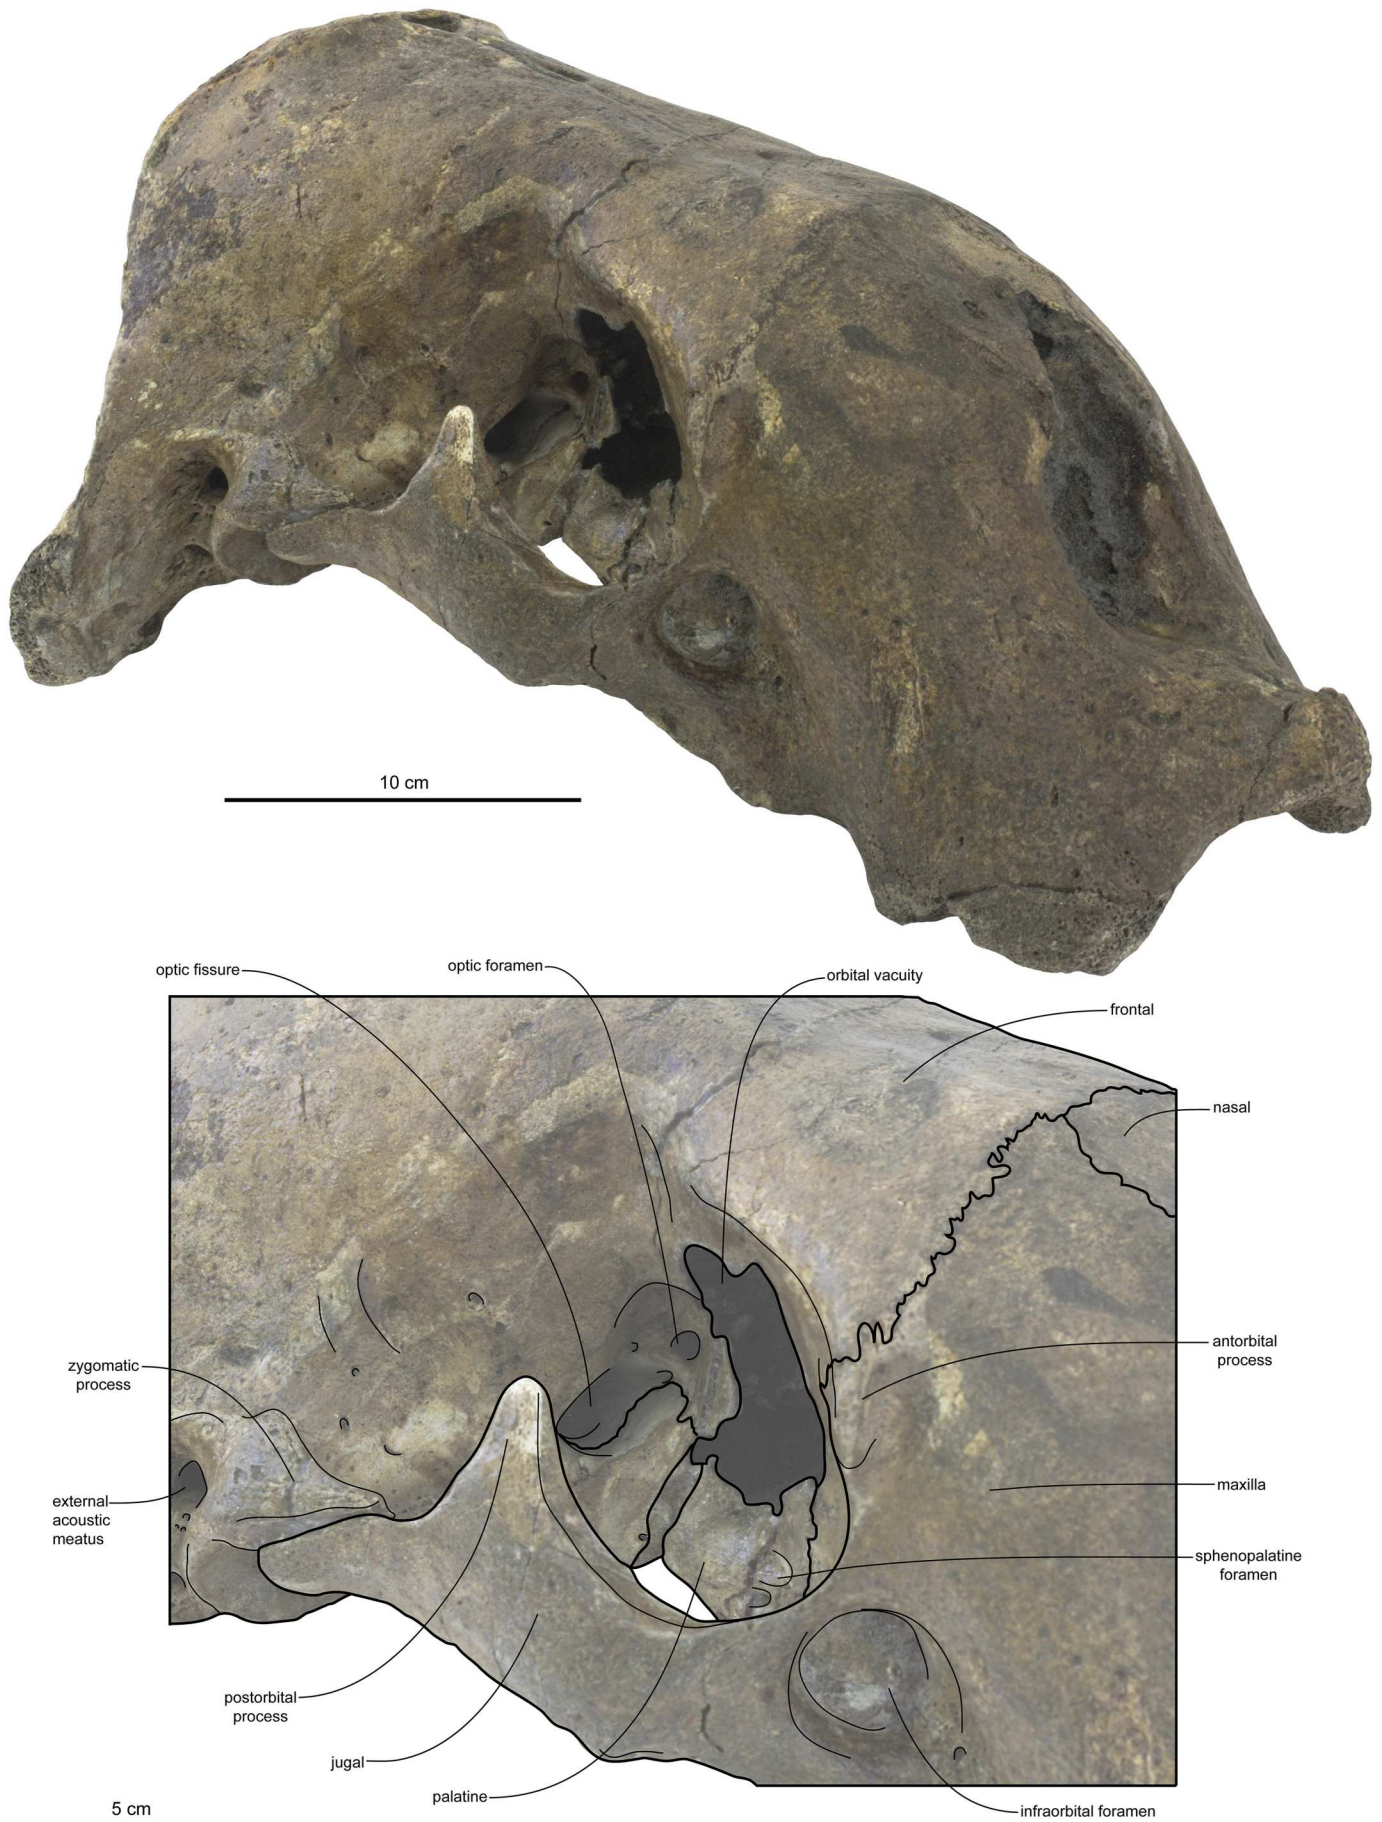 10 cm
optic fissure
optic foramen
orbital vacuity
frontal
nasal
antorbital
process
zygomatic
process
maxilla
external
acoustic
meatus
sphenopalatine
foramen
postorbital
process
jugal
palatine
5 cm
infraorbital foramen